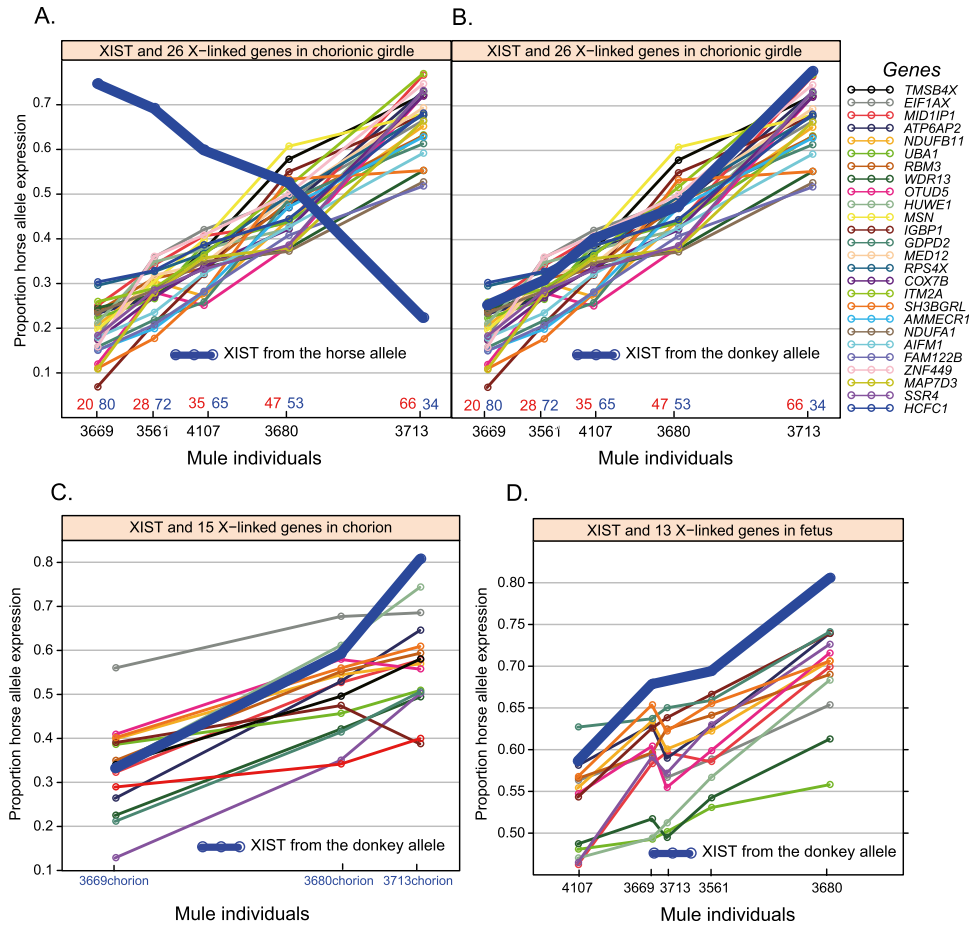 A.
XIST and 26 X−linked genes in chorionic girdle
Proportion horse allele expression
0.7
0.6
0.5
0.4
0.3
0.2
0.1
XIST from the horse allele
20 80 28 72 35 65 47 53 66 34
3669 3561 4107 3680 3713
Mule individuals
B.
XIST and 26 X−linked genes in chorionic girdle
XIST from the donkey allele
20 80 28 72 35 65 47 53 66 34
3669 3561 4107 3680 3713
Mule individuals
Genes
TMSB4X
EIF1AX
MID1IP1
ATP6AP2
NDUFB11
UBA1
RBM3
WDR13
OTUD5
HUWE1
MSN
IGBP1
GDPD2
MED12
RPS4X
COX7B
ITM2A
SH3BGRL
AMMECR1
NDUFA1
AIFM1
FAM122B
ZNF449
MAP7D3
SSR4
HCFC1
C.
XIST and 15 X−linked genes in chorion
Proportion horse allele expression
0.8
0.7
0.6
0.5
0.4
0.3
0.2
0.1
XIST from the donkey allele
3669chorion 3680chorion 3713chorion
Mule individuals
D.
XIST and 13 X−linked genes in fetus
Proportion horse allele expression
0.80
0.75
0.70
0.65
0.60
0.55
0.50
XIST from the donkey allele
4107 3669 3713 3561 3680
Mule individuals